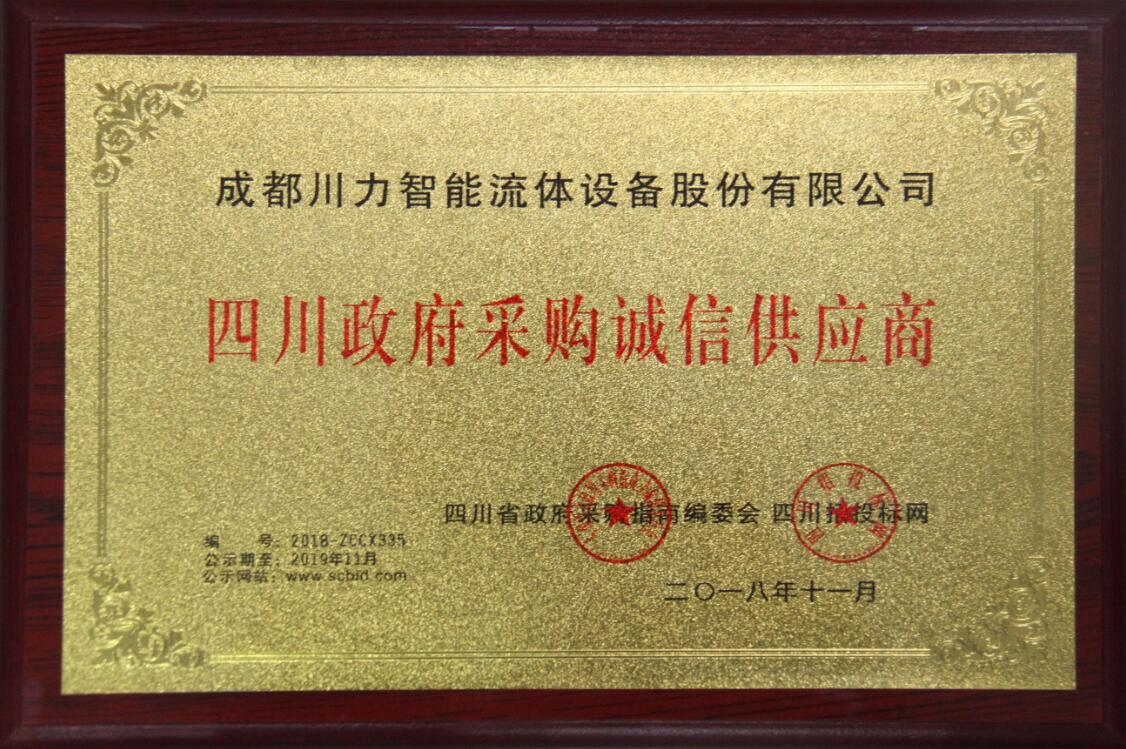 成都川力智能流体设备股份有限公司
四川政府采购诚信供应商
四川省政府采购指南编委会 四川招投标网
编 号：2018-ZCCX335
公示期至：2019年11月
公示网站：www.scbid.com
二〇一八年十一月